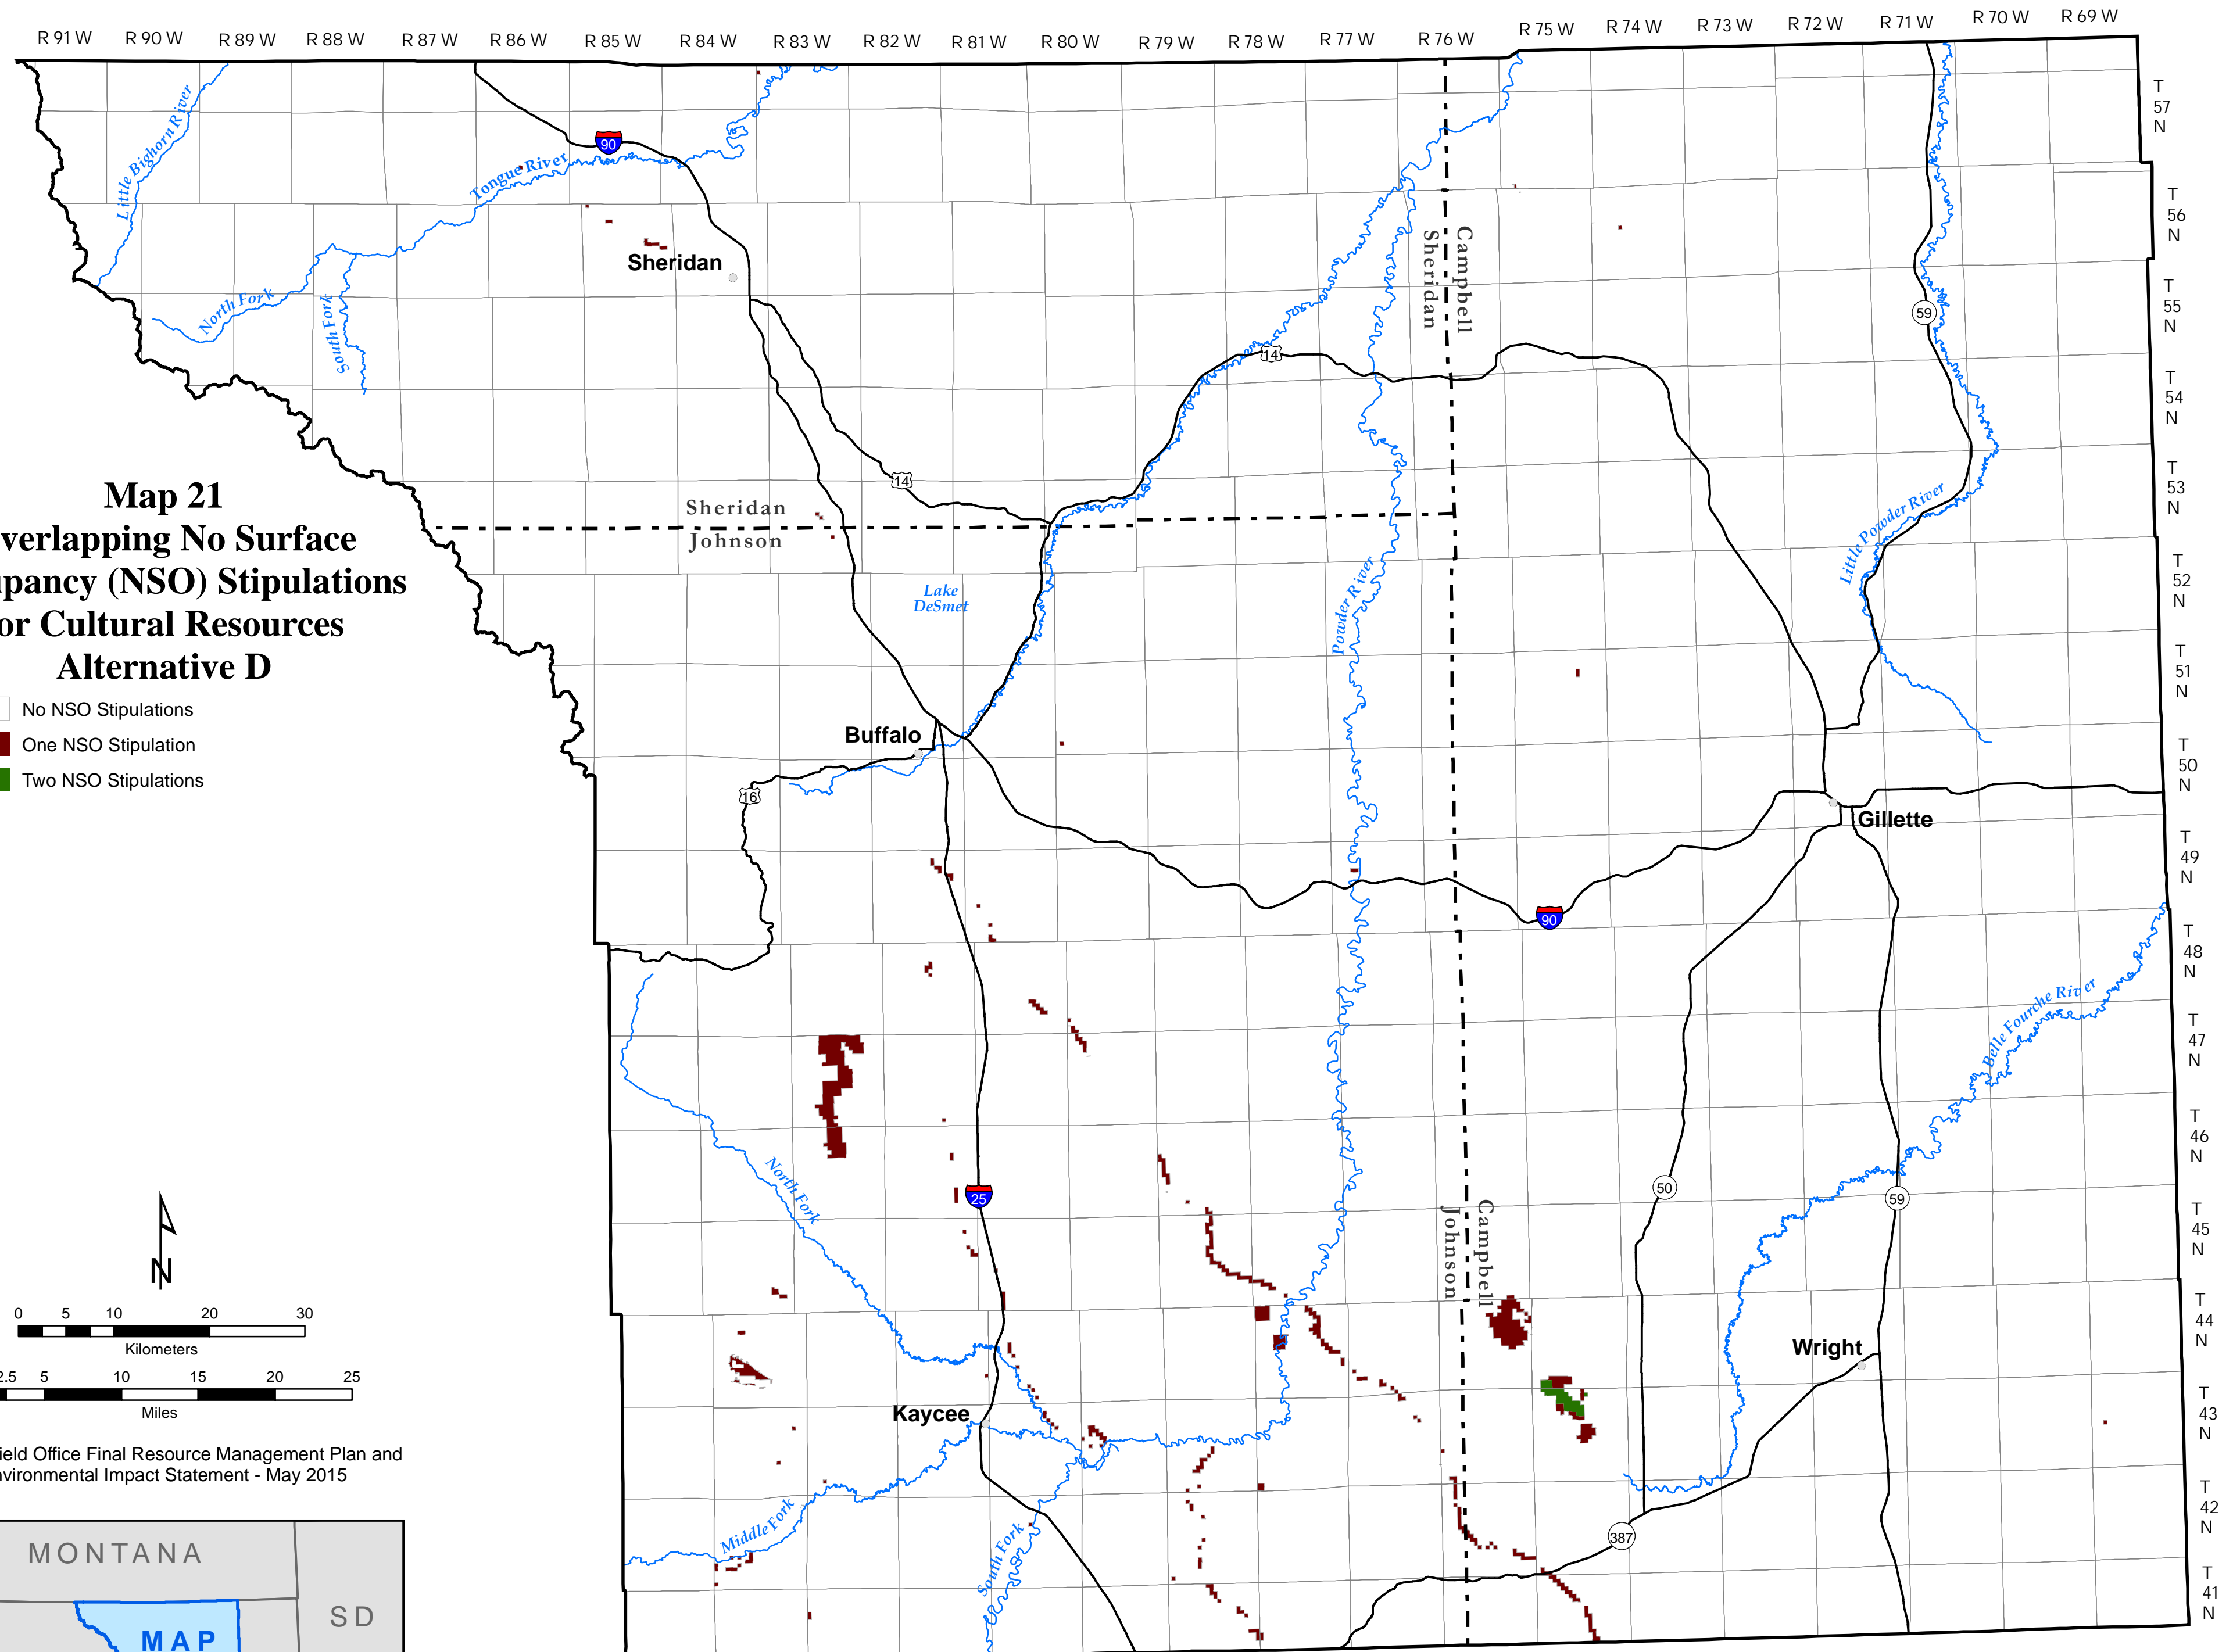 R 91 W R 90 W R 89 W R 88 W R 87 W R 86 W R 85 W R 84 W R 83 W R 82 W R 81 W R 80 W R 79 W R 78 W R 77 W R 76 W R 75 W R 74 W R 73 W R 72 W R 71 W R 70 W R 69 W
T
57
N
T
56
N
T
55
N
T
54
N
T
53
N
T
52
N
T
51
N
T
50
N
T
49
N
T
48
N
T
47
N
T
46
N
T
45
N
T
44
N
T
43
N
T
42
N
T
41
N
Little Bighorn River
Tongue River
90
North Fork
South Fork
Sheridan
Sheridan
Campbell
59
14
14
Sheridan
Johnson
Lake
DeSmet
Powder River
Little Powder River
Buffalo
16
Gillette
90
Belle Fourche River
North Fork
25
50
59
Johnson
Campbell
Wright
Kaycee
Middle Fork
South Fork
387
Map 21
verlapping No Surface
upancy (NSO) Stipulations
or Cultural Resources
Alternative D
No NSO Stipulations
One NSO Stipulation
Two NSO Stipulations
N
0 5 10 20 30
Kilometers
2.5 5 10 15 20 25
Miles
ield Office Final Resource Management Plan and
nvironmental Impact Statement - May 2015
MONTANA
SD
MAP